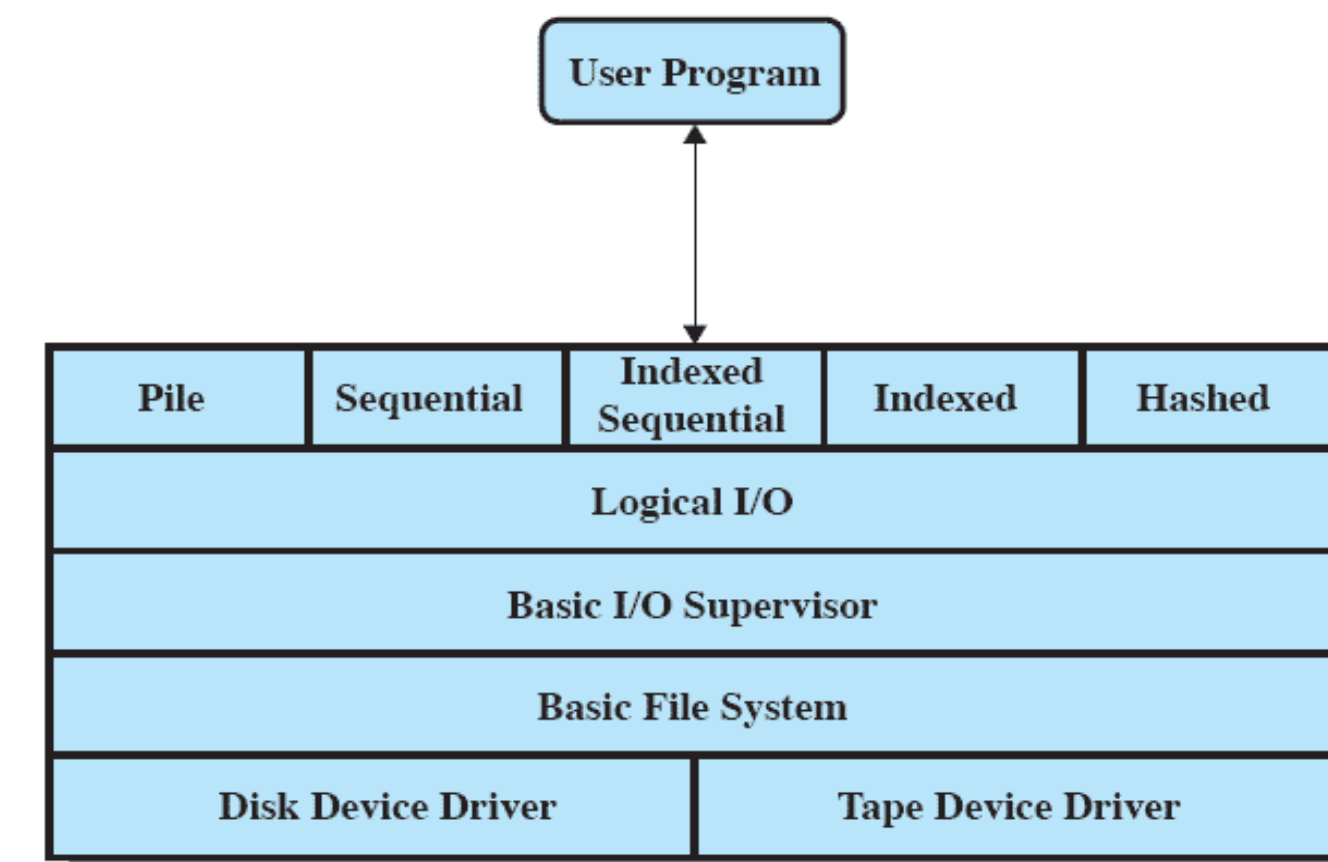 User Program
Pile
Sequential
Indexed
Sequential
Indexed
Hashed
Logical I/O
Basic I/O Supervisor
Basic File System
Disk Device Driver
Tape Device Driver